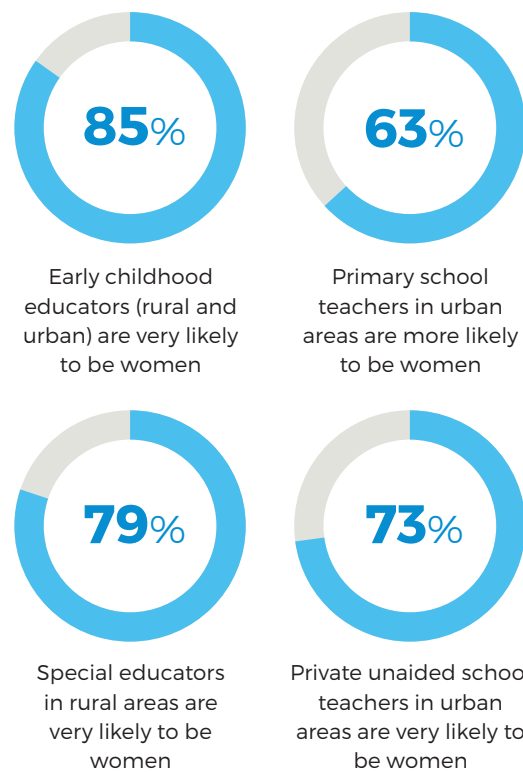 85%
Early childhood
educators (rural and
urban) are very likely
to be women
63%
Primary school
teachers in urban
areas are more likely
to be women
79%
Special educators
in rural areas are
very likely to be
women
73%
Private unaided school
teachers in urban
areas are very likely to
be women